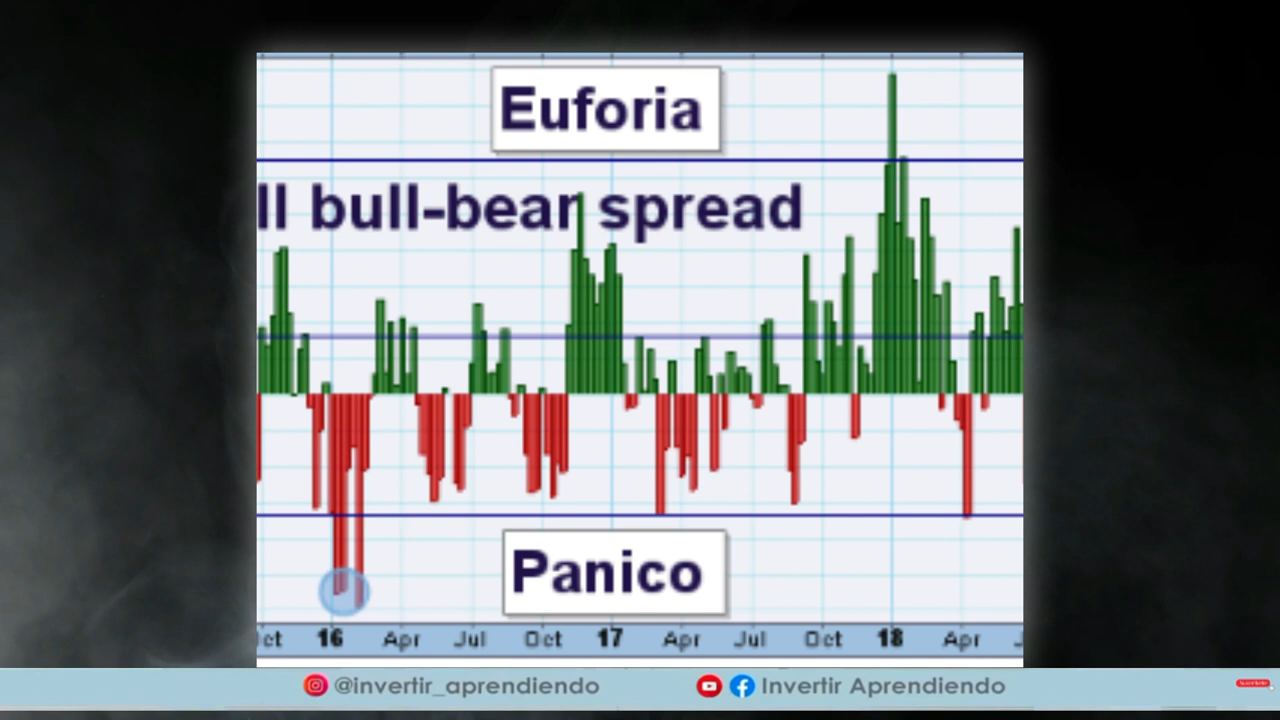 Euforia
ll bull-bear spread
Panico
16 Apr Jul Oct 17 Apr Jul Oct 18 Apr
@invertir_aprendiendo Invertir Aprendiendo